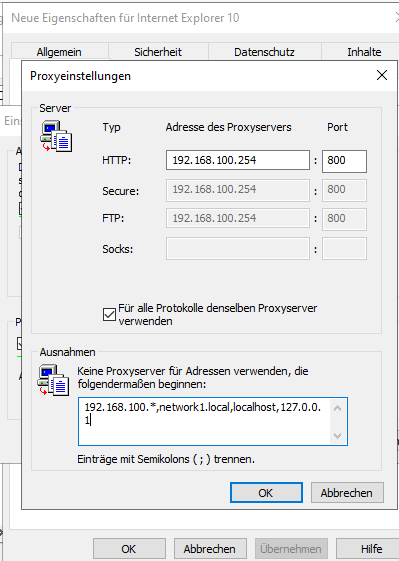 Neue Eigenschaften für Internet Explorer 10
Allgemein Sicherheit Datenschutz Inhalte
Proxyeinstellungen
Server
Typ Adresse des Proxyservers Port
HTTP: 192.168.100.254 : 800
Secure: 192.168.100.254 : 800
FTP: 192.168.100.254 : 800
Socks: :
Für alle Protokolle denselben Proxyserver
verwenden
Ausnahmen
Keine Proxyserver für Adressen verwenden, die
folgendermaßen beginnen:
192.168.100.*,network1.local,localhost,127.0.0.
1
Einträge mit Semikolons ( ; ) trennen.
OK Abbrechen
OK Abbrechen Übernehmen Hilfe